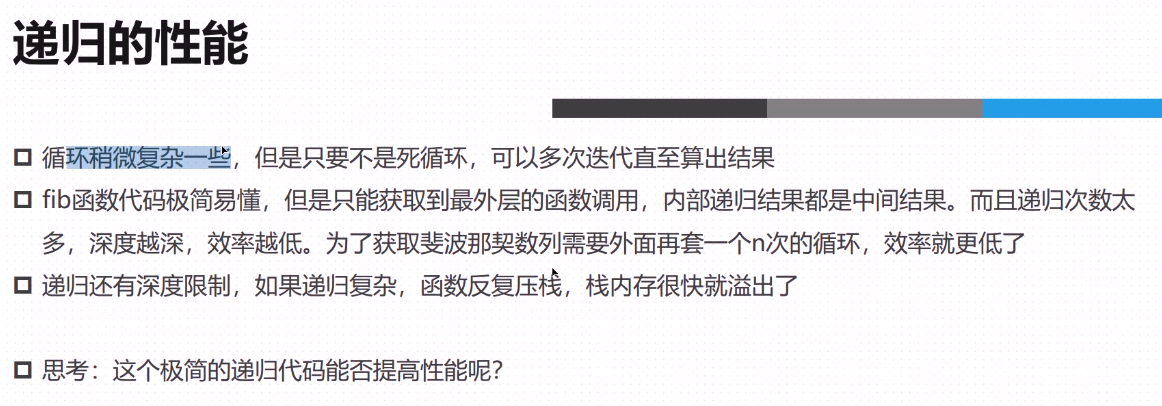 递归的性能
循环稍微复杂一些，但是只要不是死循环，可以多次迭代直至算出结果
fib函数代码极简易懂，但是只能获取到最外层的函数调用，内部递归结果都是中间结果。而且递归次数太
多，深度越深，效率越低。为了获取斐波那契数列需要外面再套一个n次的循环，效率就更低了
递归还有深度限制，如果递归复杂，函数反复压栈，栈内存很快就溢出了
思考：这个极简的递归代码能否提高性能呢？